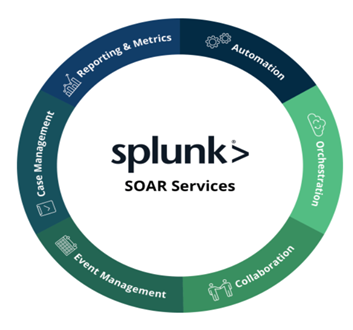 splunk>
SOAR Services
Automation
Orchestration
Collaboration
Event Management
Case Management
Reporting & Metrics